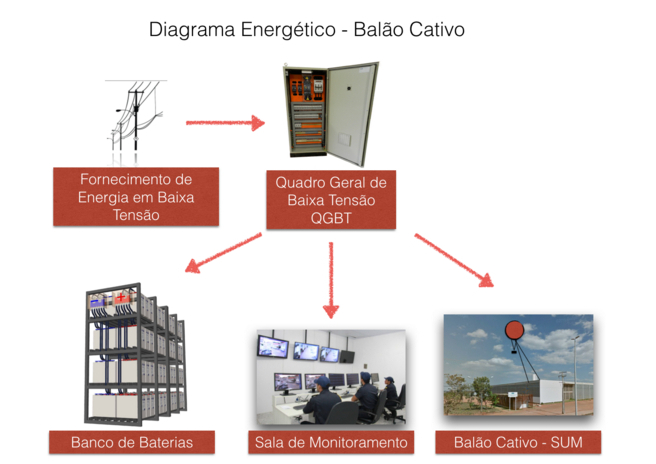 Diagrama Energético - Balão Cativo
Fornecimento de
Energia em Baixa
Tensão
Quadro Geral de
Baixa Tensão
QGBT
Banco de Baterias
Sala de Monitoramento
Balão Cativo - SUM